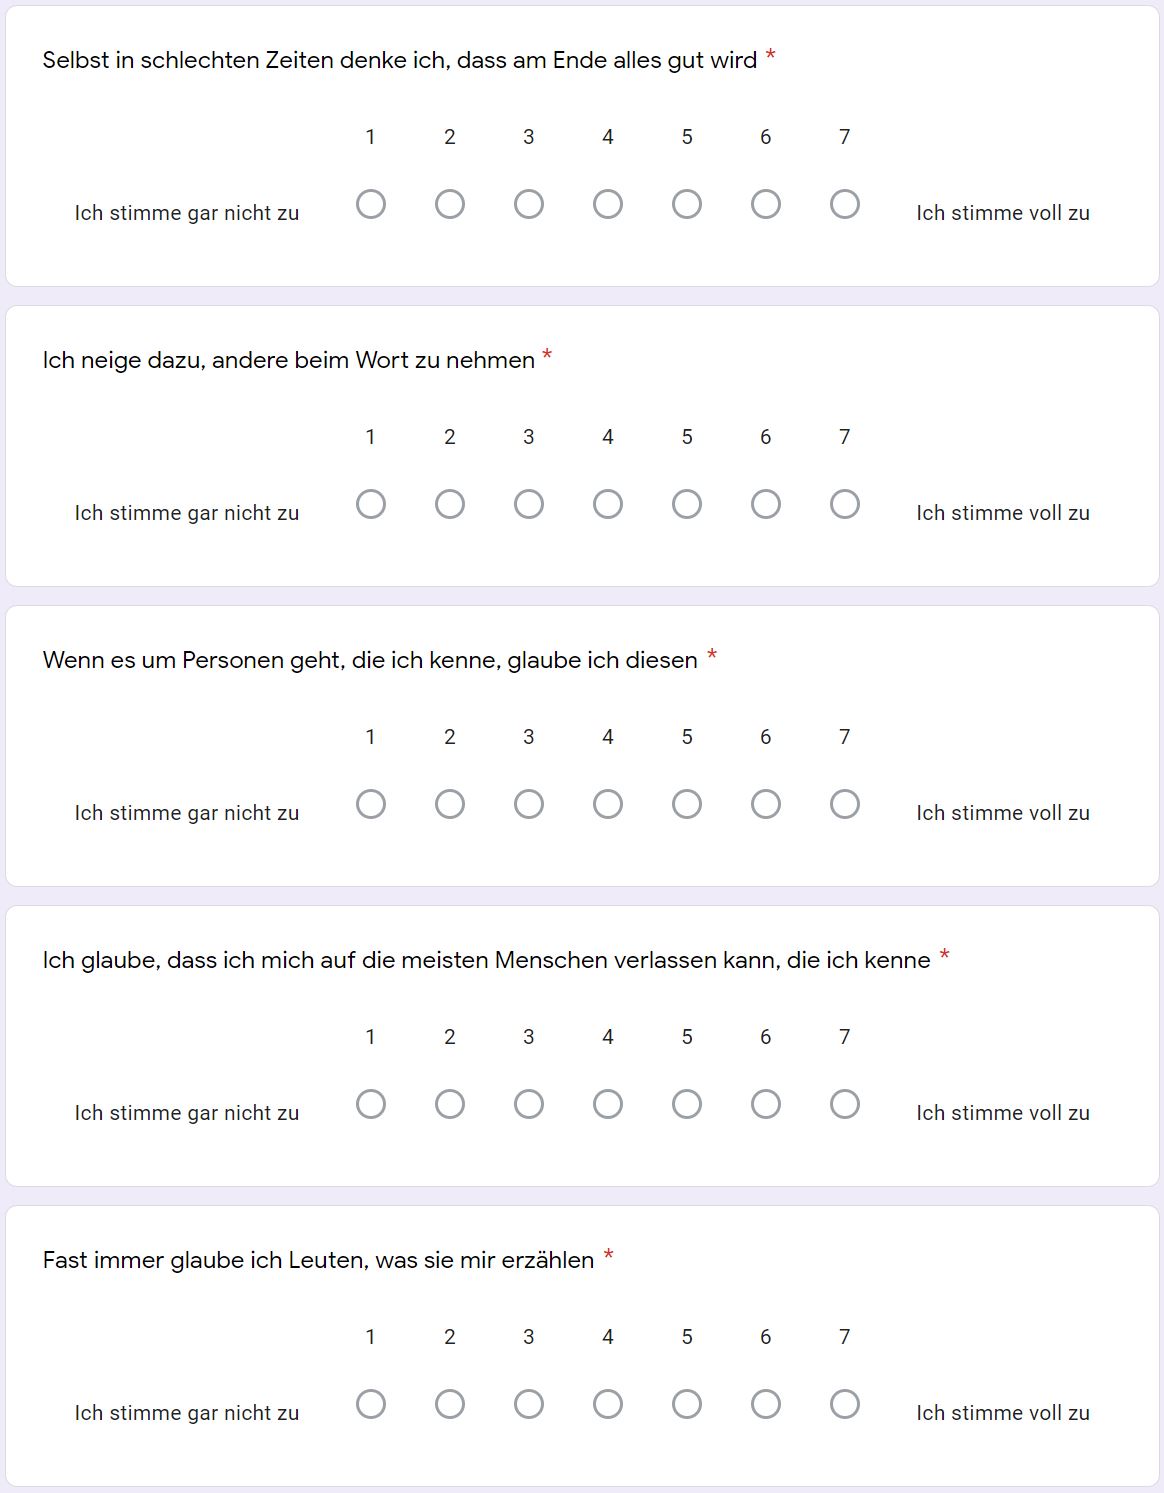 Selbst in schlechten Zeiten denke ich, dass am Ende alles gut wird *
1 2 3 4 5 6 7
Ich stimme gar nicht zu Ich stimme voll zu
Ich neige dazu, andere beim Wort zu nehmen *
1 2 3 4 5 6 7
Ich stimme gar nicht zu Ich stimme voll zu
Wenn es um Personen geht, die ich kenne, glaube ich diesen *
1 2 3 4 5 6 7
Ich stimme gar nicht zu Ich stimme voll zu
Ich glaube, dass ich mich auf die meisten Menschen verlassen kann, die ich kenne *
1 2 3 4 5 6 7
Ich stimme gar nicht zu Ich stimme voll zu
Fast immer glaube ich Leuten, was sie mir erzählen *
1 2 3 4 5 6 7
Ich stimme gar nicht zu Ich stimme voll zu